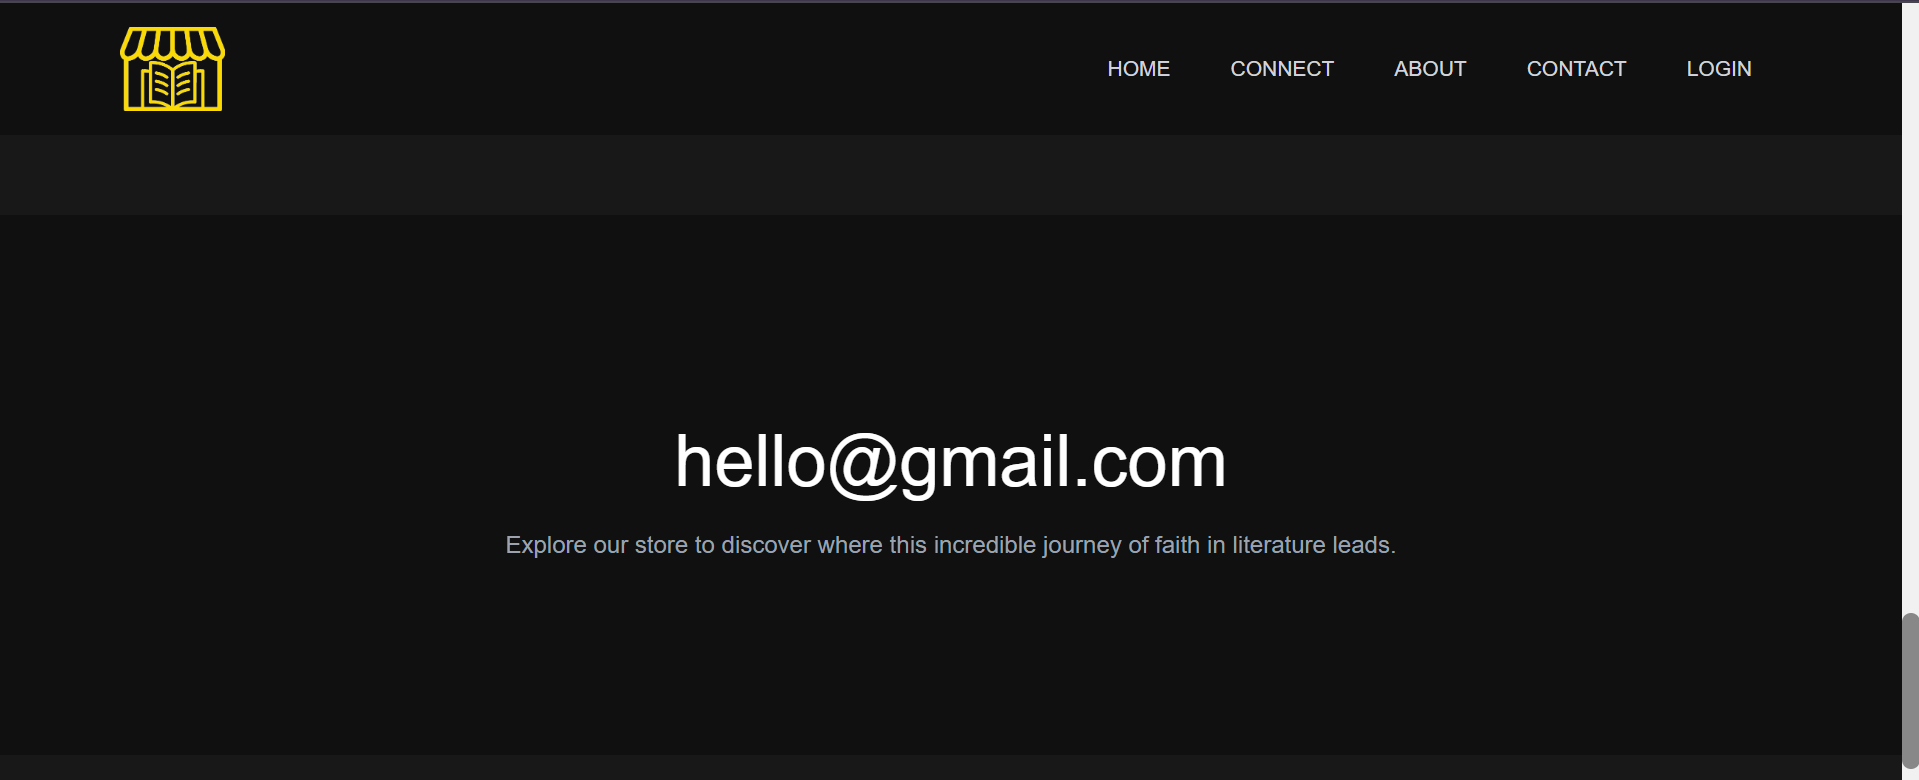 HOME CONNECT ABOUT CONTACT LOGIN
hello@gmail.com
Explore our store to discover where this incredible journey of faith in literature leads.